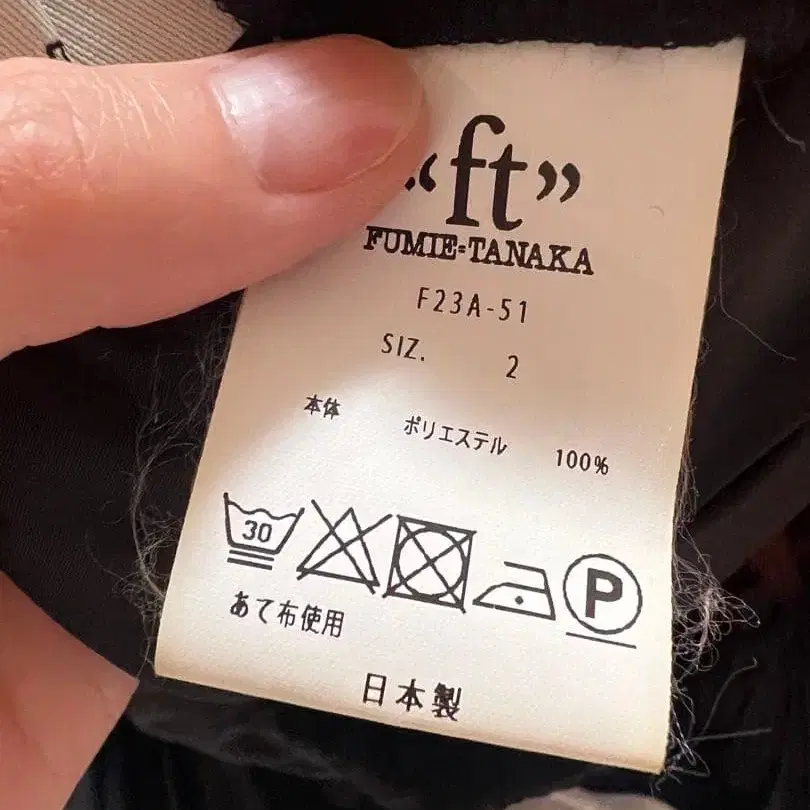 “ft”
FUMIE=TANAKA
F23A-51
SIZ. 2
本体 ポリエステル 100%
30 P
あて布使用
日本製